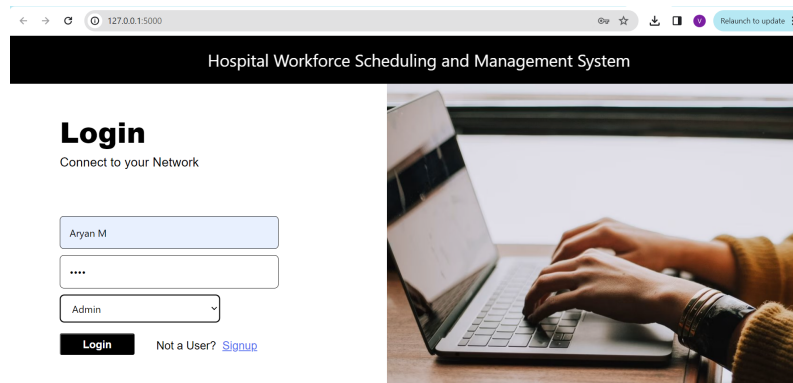 127.0.0.1:5000
V
Relaunch to update
Hospital Workforce Scheduling and Management System
Login
Connect to your Network
Aryan M
••••
Admin
Login Not a User? Signup